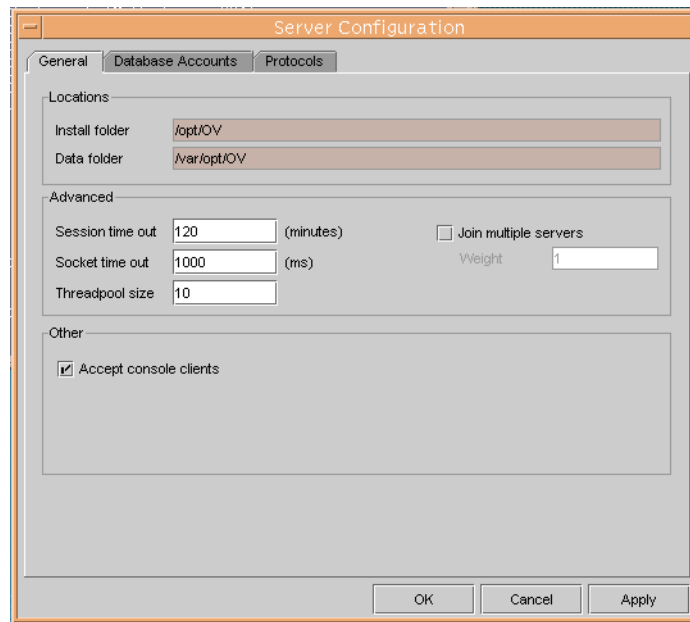 Server Configuration
General Database Accounts Protocols
Locations
Install folder /opt/OV
Data folder /var/opt/OV
Advanced
Session time out 120 (minutes) Join multiple servers
Socket time out 1000 (ms) Weight 1
Threadpool size 10
Other
Accept console clients
OK Cancel Apply